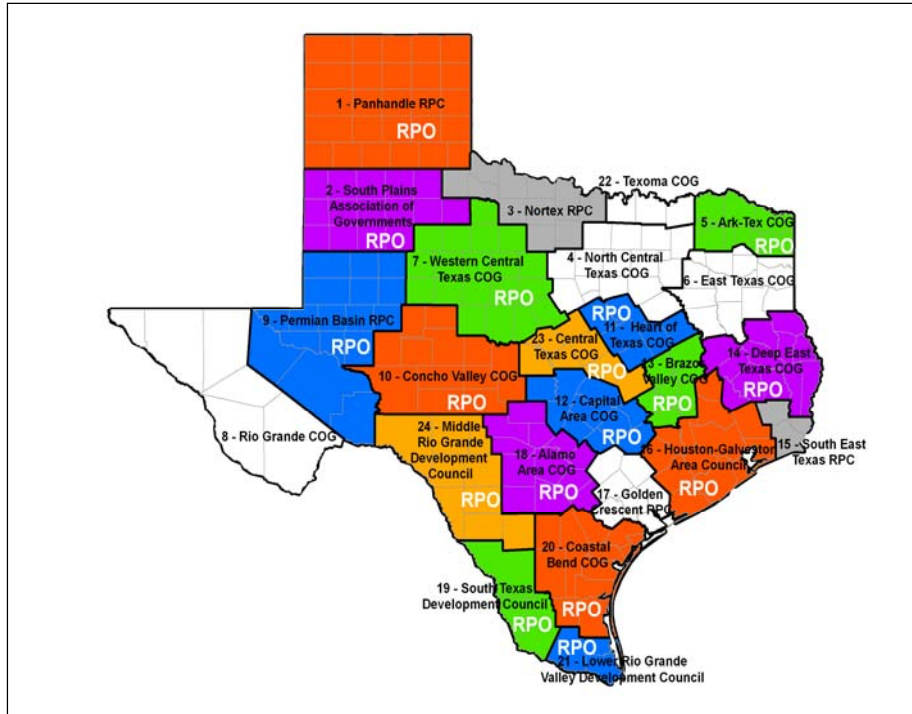 1 - Panhandle RPC
RPO
2 - South Plains
Association of
Governments
RPO
3 - Nortex RPC
22 - Texoma COG
5 - Ark-Tex COG
RPO
7 - Western Central
Texas COG
RPO
4 - North Central
Texas COG
6 - East Texas COG
9 - Permian Basin RPC
RPO
RPO
11 - Heart of
Texas COG
23 - Central
Texas COG
RPO
13 - Brazo
Valley COG
RPO
14 - Deep East
Texas COG
RPO
10 - Concho Valley COG
RPO
12 - Capital
Area COG
RPO
8 - Rio Grande COG
24 - Middle
Rio Grande
Development
Council
RPO
18 - Alamo
Area COG
RPO
16 - Houston-Galveston
Area Council
RPO
15 - South East
Texas RPC
17 - Golden
Crescent RPC
20 - Coastal
Bend COG
RPO
19 - South Texas
Development Council
RPO
RPO
21 - Lower Rio Grande
Valley Development Council